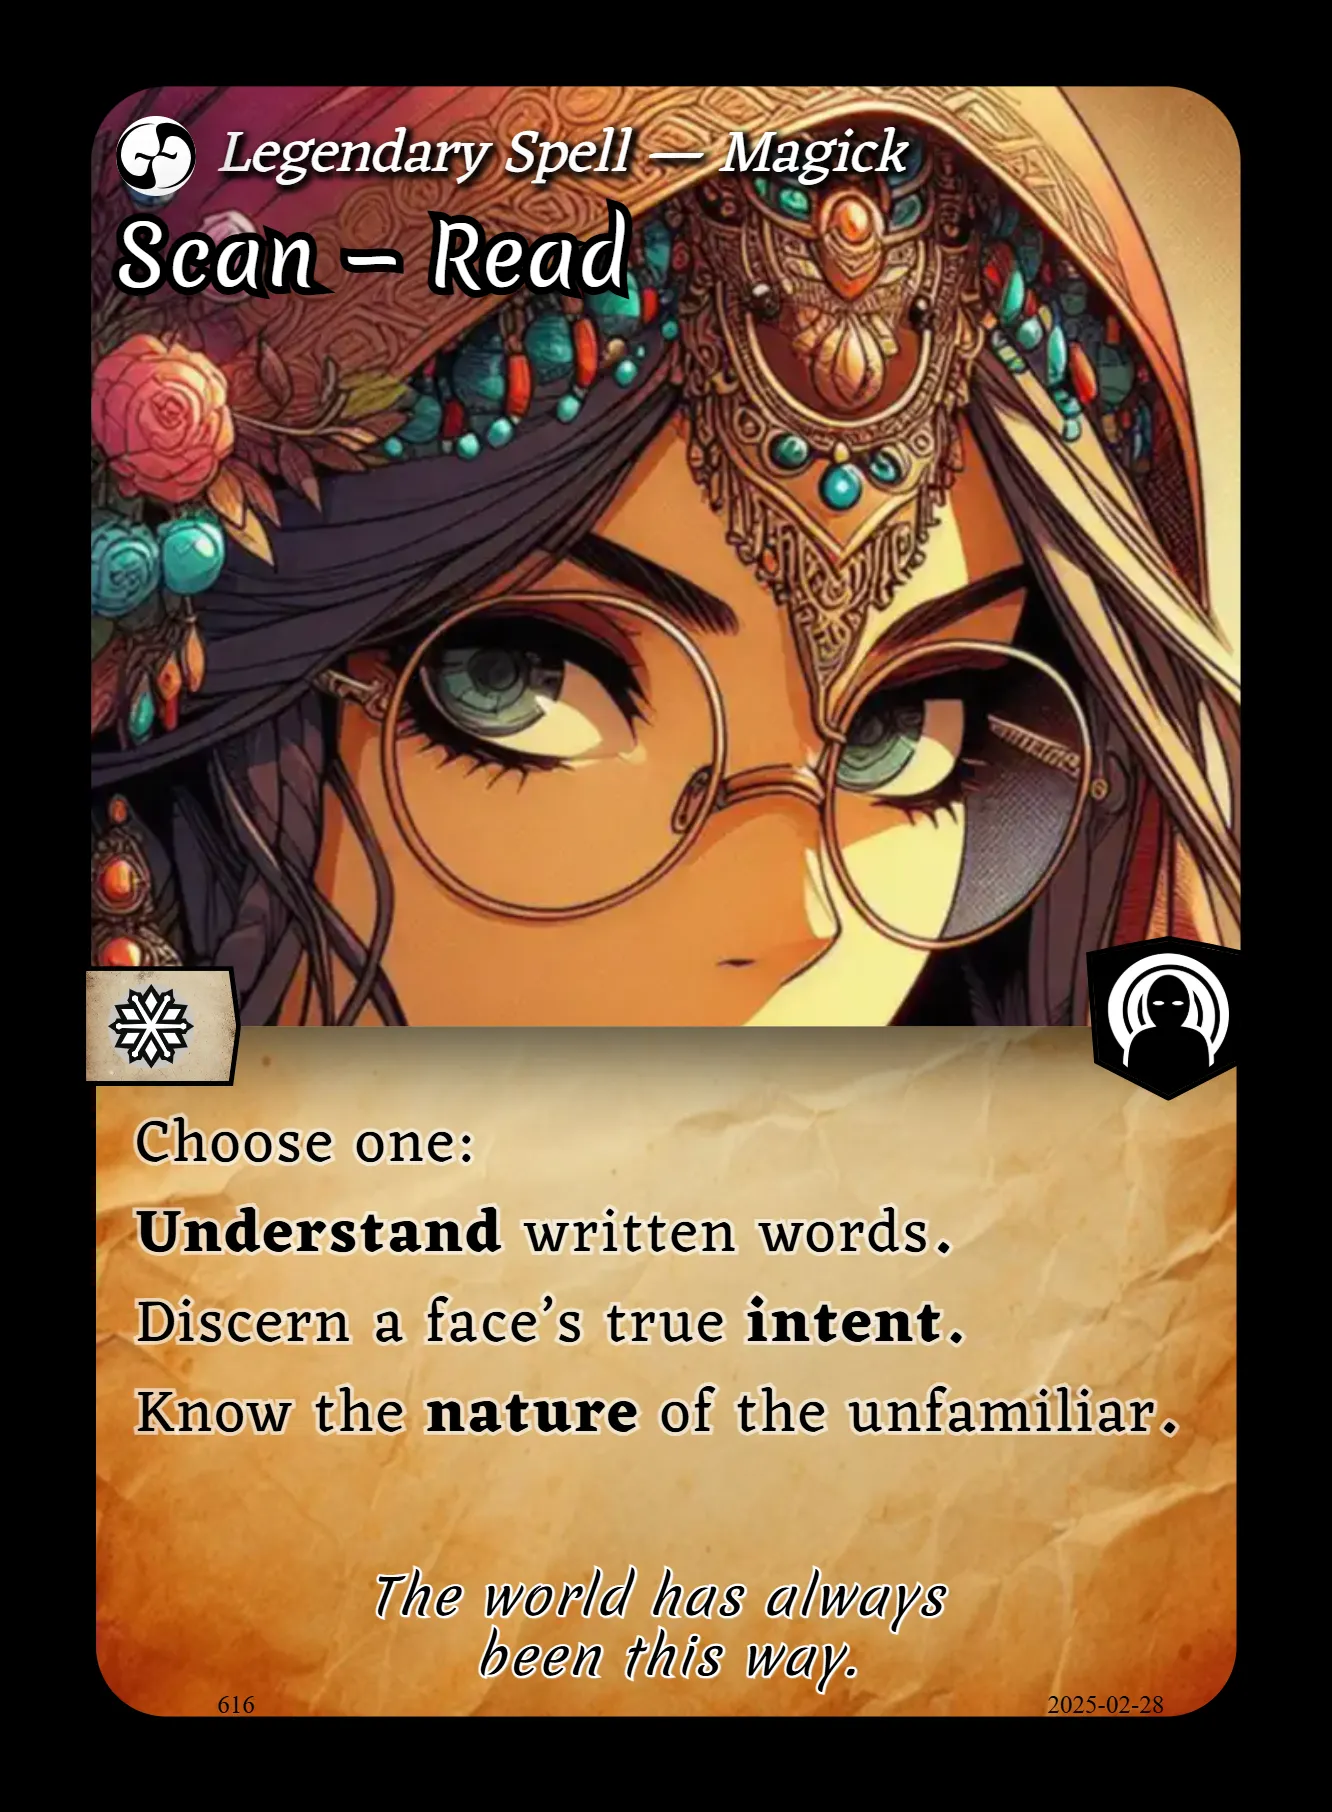 Legendary Spell — Magick
Scan – Read
Choose one:
Understand written words.
Discern a face’s true intent.
Know the nature of the unfamiliar.
The world has always
been this way.
616
2025-02-28